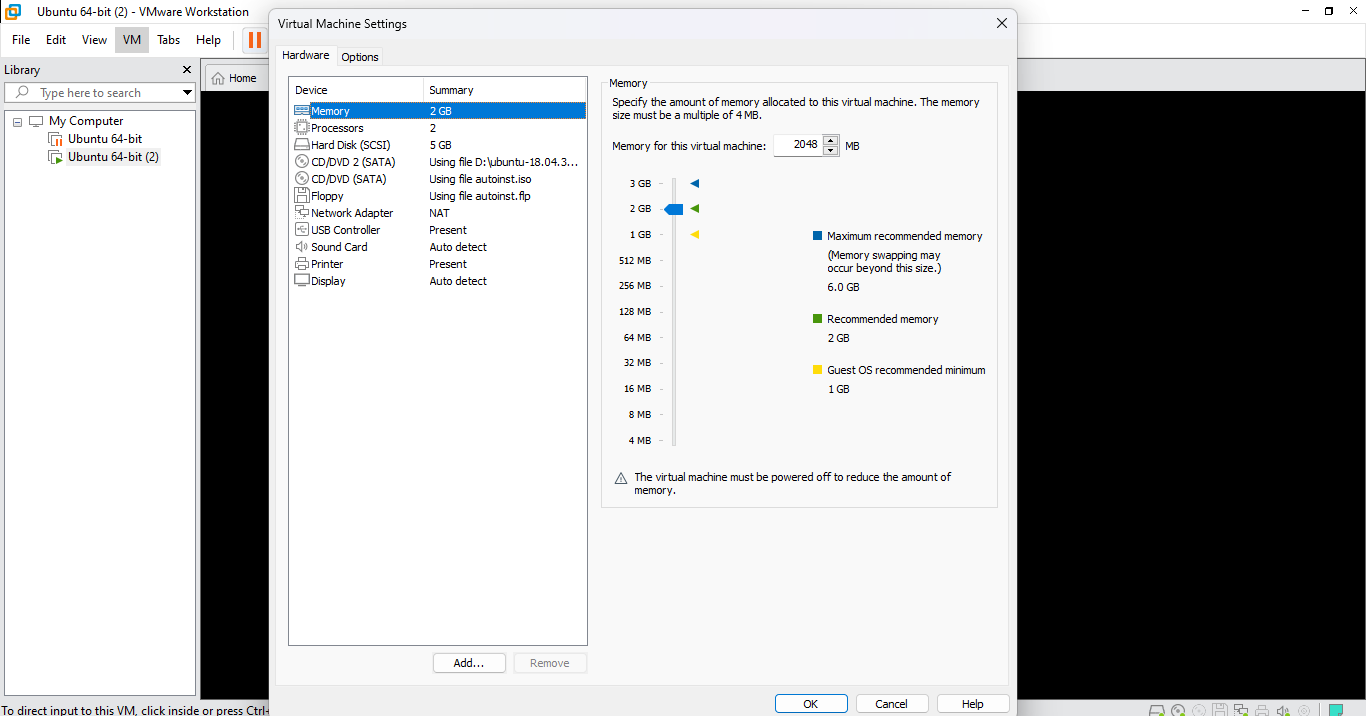 Ubuntu 64-bit (2) - VMware Workstation
File Edit View VM Tabs Help
Library
Type here to search
My Computer
Ubuntu 64-bit
Ubuntu 64-bit (2)
Home
To direct input to this VM, click inside or press Ctrl+
Virtual Machine Settings
Hardware Options
Device Summary
Memory 2 GB
Processors 2
Hard Disk (SCSI) 5 GB
CD/DVD 2 (SATA) Using file D:\ubuntu-18.04.3...
CD/DVD (SATA) Using file autoinst.iso
Floppy Using file autoinst.flp
Network Adapter NAT
USB Controller Present
Sound Card Auto detect
Printer Present
Display Auto detect
Add... Remove
Memory
Specify the amount of memory allocated to this virtual machine. The memory
size must be a multiple of 4 MB.
Memory for this virtual machine: 2048 MB
3 GB
2 GB
1 GB
512 MB
256 MB
128 MB
64 MB
32 MB
16 MB
8 MB
4 MB
Maximum recommended memory
(Memory swapping may
occur beyond this size.)
6.0 GB
Recommended memory
2 GB
Guest OS recommended minimum
1 GB
The virtual machine must be powered off to reduce the amount of
memory.
OK Cancel Help